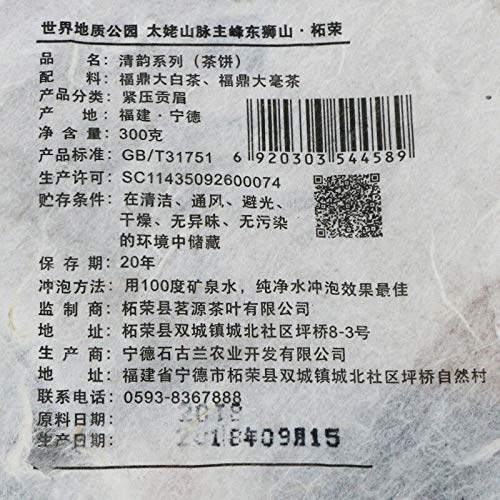 世界地质公园 太姥山脉主峰东狮山·柘荣
品 名：清韵系列（茶饼）
配 料：福鼎大白茶、福鼎大毫茶
产品分类：紧压贡眉
产 地：福建·宁德
净 含 量：300克
产品标准：GB/T31751
6 920303 544589
生产许可：SC11435092600074
贮存条件：在清洁、通风、避光、
干燥、无异味、无污染
的环境中储藏
保 存 期：20年
冲泡方法：用100度矿泉水，纯净水冲泡效果最佳
监 制 商：柘荣县茗源茶叶有限公司
地 址：柘荣县双城镇城北社区坪桥8-3号
生 产 商：宁德石古兰农业开发有限公司
地 址：福建省宁德市柘荣县双城镇城北社区坪桥自然村
联系电话：0593-8367888
原料日期：2018
生产日期：2018年09月15